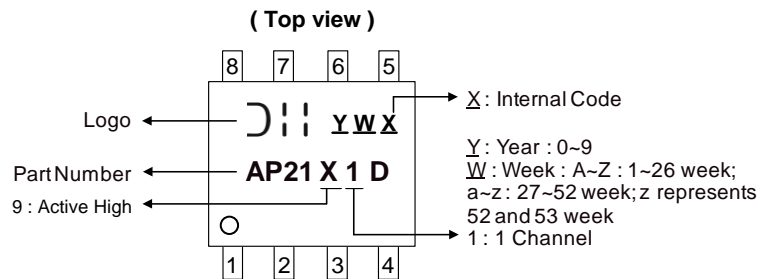 ( Top view )
8 7 6 5
Logo
Y W X
X : Internal Code
Part Number
AP21 X 1 D
9 : Active High
Y : Year : 0~9
W : Week : A~Z : 1~26 week;
a~z : 27~52 week; z represents
52 and 53 week
1 : 1 Channel
1 2 3 4